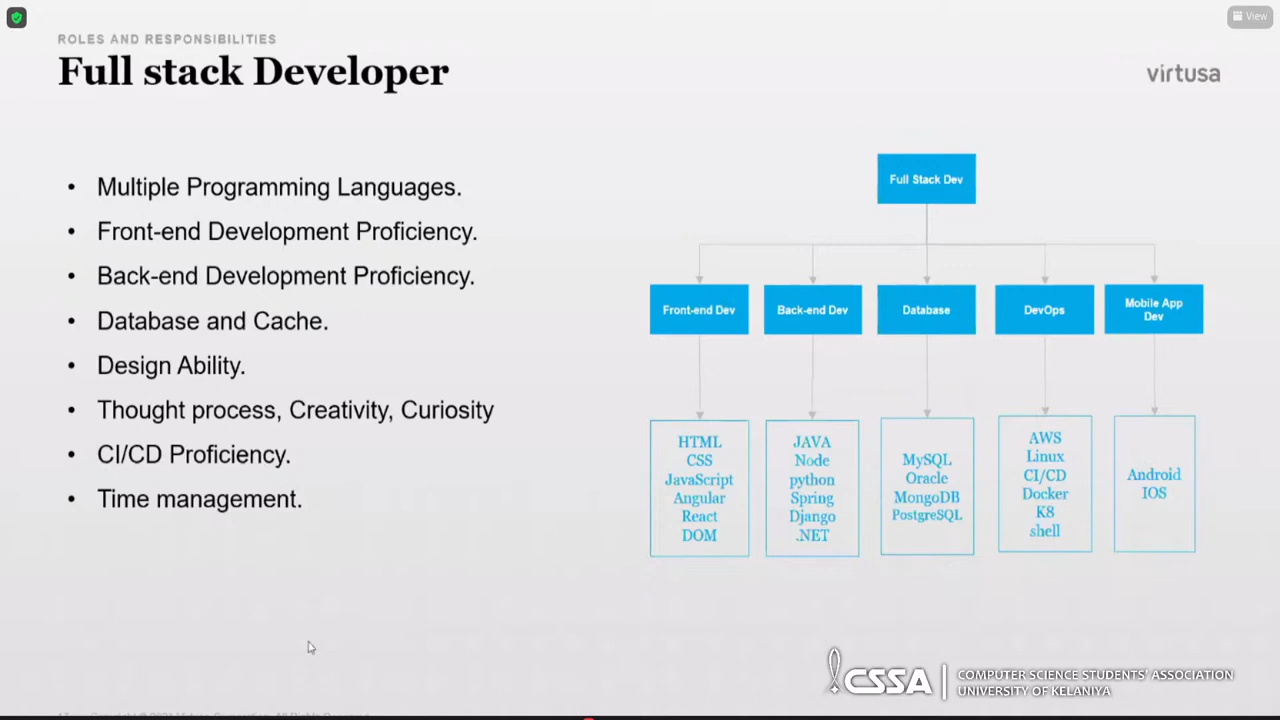 View
ROLES AND RESPONSIBILITIES
Full stack Developer
virtusa
• Multiple Programming Languages.
• Front-end Development Proficiency.
• Back-end Development Proficiency.
• Database and Cache.
• Design Ability.
• Thought process, Creativity, Curiosity
• CI/CD Proficiency.
• Time management.
Full Stack Dev
Front-end Dev
Back-end Dev
Database
DevOps
Mobile App
Dev
HTML
CSS
JavaScript
Angular
React
DOM
JAVA
Node
python
Spring
Django
.NET
MySQL
Oracle
MongoDB
PostgreSQL
AWS
Linux
CI/CD
Docker
K8
shell
Android
IOS
CSSA
COMPUTER SCIENCE STUDENTS' ASSOCIATION
UNIVERSITY OF KELANIYA